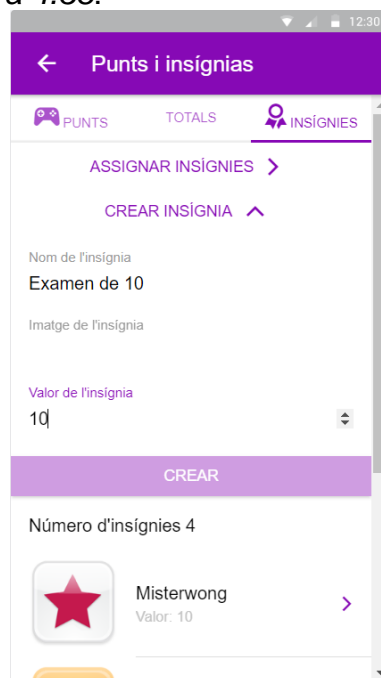 12:30
Punts i insígnias
PUNTS TOTALS INSÍGNIES
ASSIGNAR INSÍGNIES
CREAR INSÍGNIA
Nom de l'insígnia
Examen de 10
Imatge de l'insígnia
Valor de l'insígnia
10
CREAR
Número d'insígnies 4
Misterwong
Valor: 10